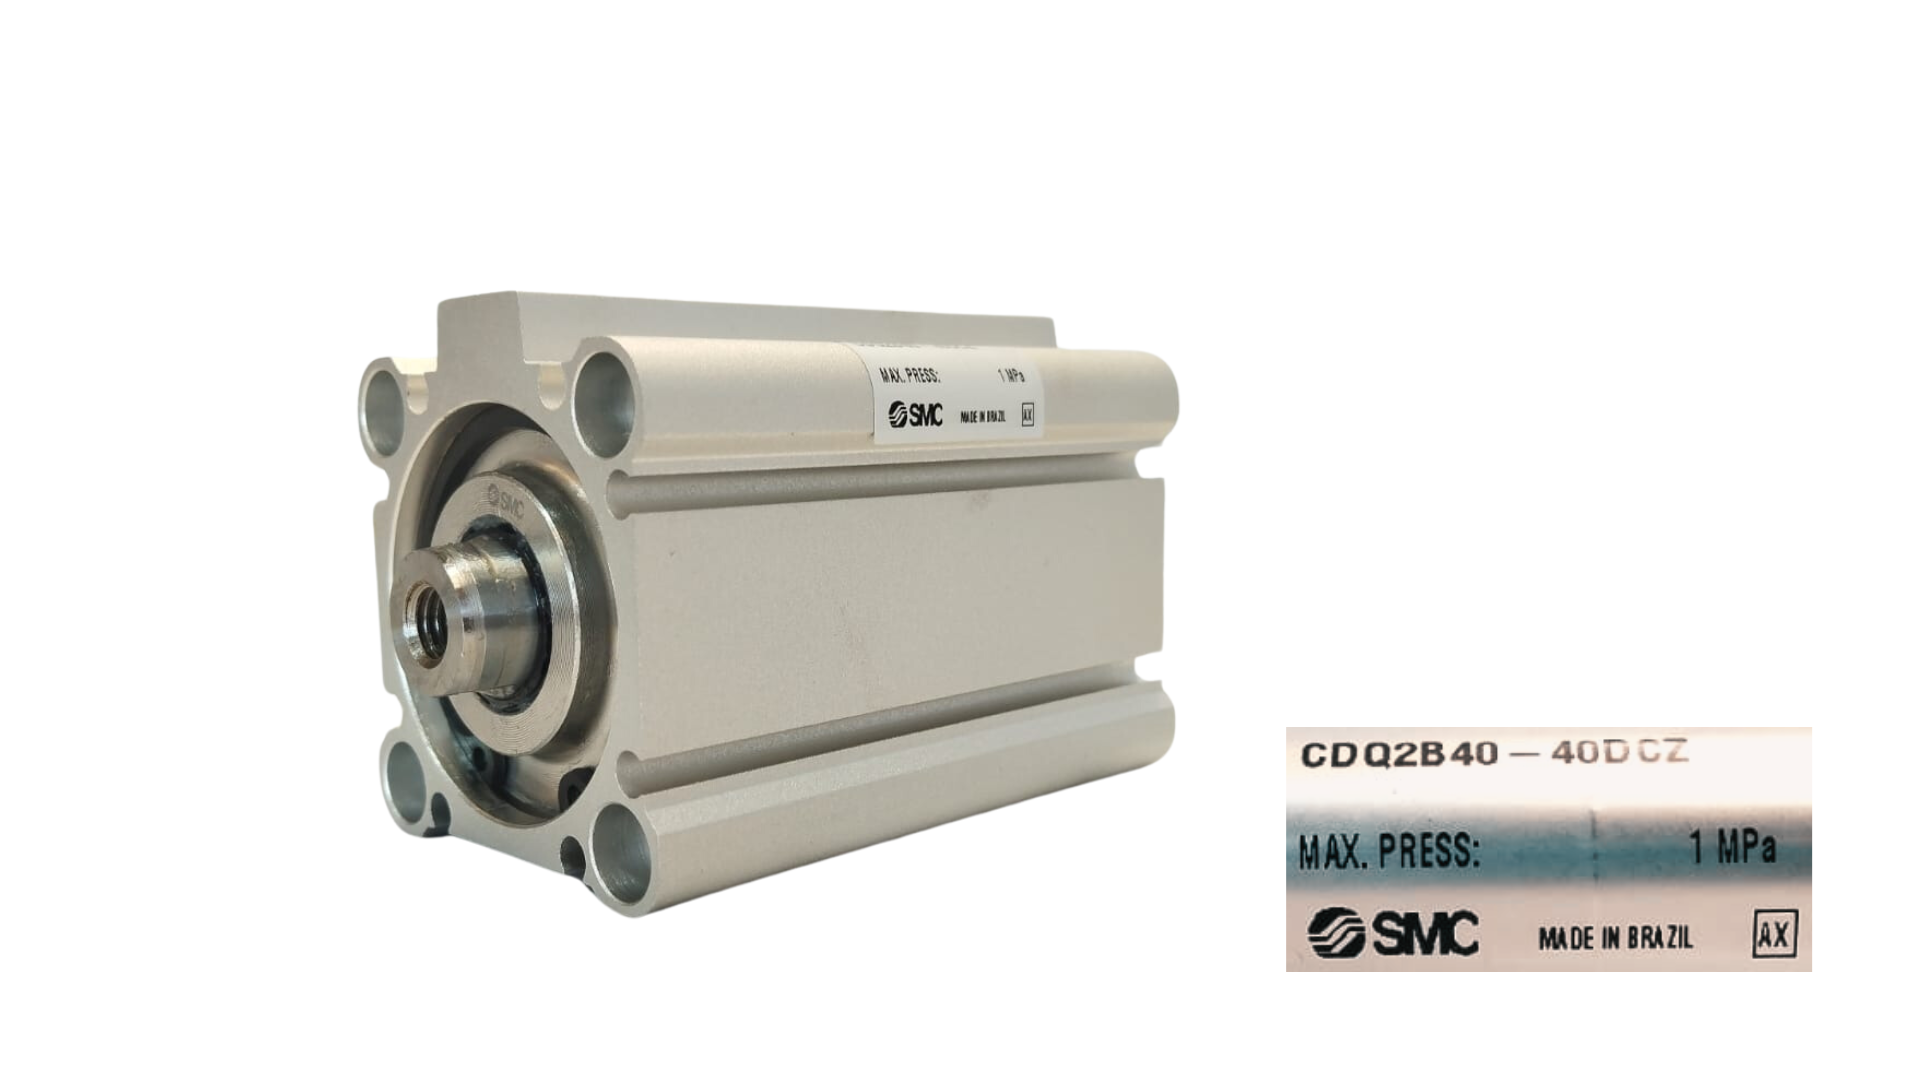 MAX. PRESS: 1 MPa
SMC MADE IN BRAZIL AX
SMC
CDQ2B40-40DCZ
MAX. PRESS: 1 MPa
SMC MADE IN BRAZIL AX